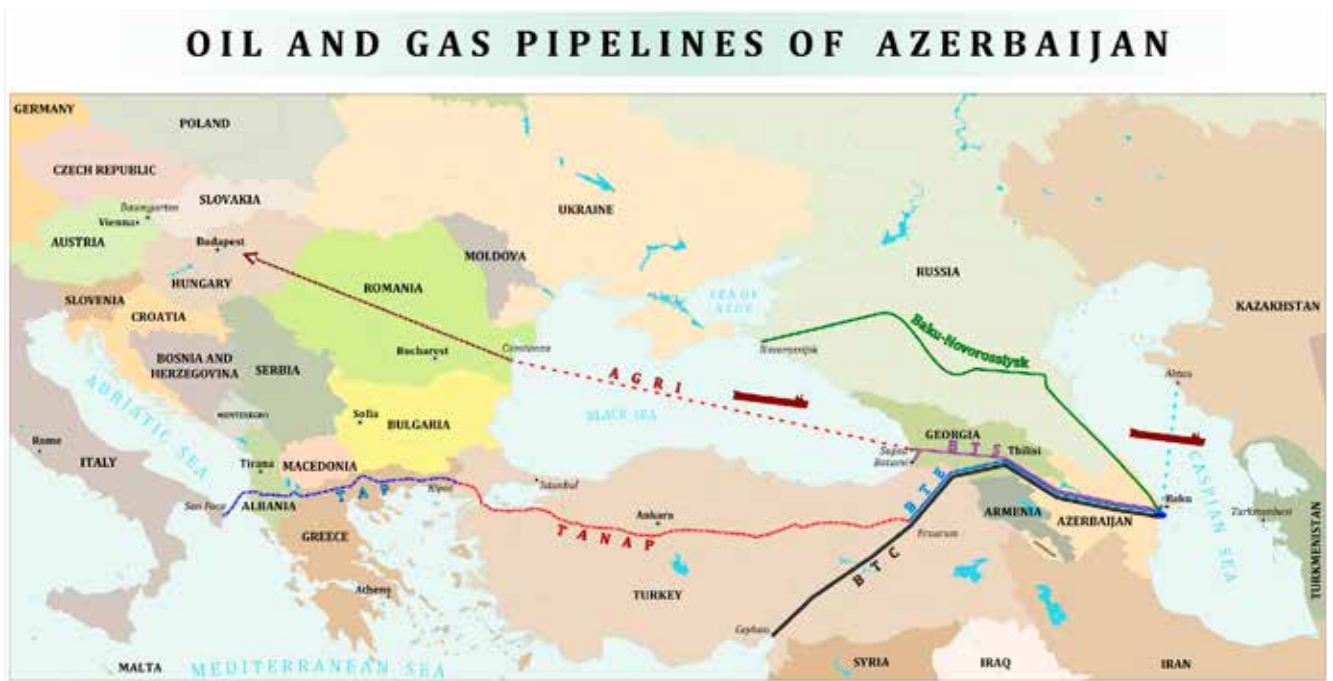 OIL AND GAS PIPELINES OF AZERBAIJAN
GERMANY
POLAND
CZECH REPUBLIC
SLOVAKIA
Baumgarten
Vienna
UKRAINE
AUSTRIA
Budapest
MOLDOVA
HUNGARY
RUSSIA
ROMANIA
SEA OF
SLOVENIA
KAZAKHSTAN
CROATIA
Baku-Novorossiysk
Constanza
Bucharest
BOSNIA AND
HERZEGOVINA
SERBIA
AGRI
ADRIATIC SEA
MONTENEGRO
Sofia
BULGARIA
BLACK SEA
GEORGIA
BTS
Tbilisi
Supsa
Batumi
Rome
ITALY
Tirana
MACEDONIA
CASPIAN SEA
San Foca
ALBANIA
TAP
Kipoi
Istanbul
Ankara
BTE
ARMENIA
AZERBAIJAN
Baku
GREECE
TANAP
Erzurum
BTC
TURKMENISTAN
Athens
TURKEY
Ceyhan
MALTA
MEDITERRANEAN SEA
SYRIA
IRAQ
IRAN